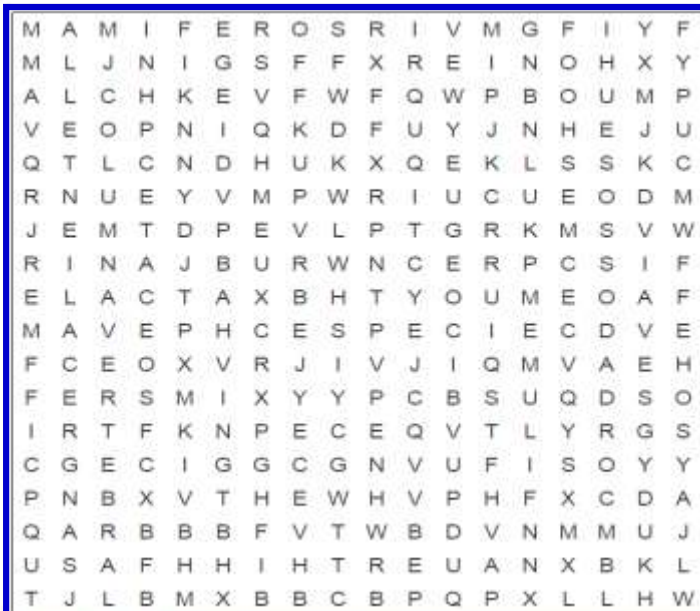 M A M I F E R O S R I V M G F I Y F
M L J N I G S F F X R E I N O H X Y
A L C H K E V F W F Q W P B O U M P
V E O P N I Q K D F U Y J N H E J U
Q T L C N D H U K X Q E K L S S K C
R N U E Y V M P W R I U C U E O D M
J E M T D P E V L P T G R K M S V W
R I N A J B U R W N C E R P C S I F
E L A C T A X B H T Y O U M E O A F
M A V E P H C E S P E C I E C D V E
F C E O X V R J I V J I Q M V A E H
F E R S M I X Y Y P C B S U Q D S O
I R T F K N P E C E Q V T L Y R G S
C G E C I G G C G N V U F I S O Y Y
P N B X V T H E W H V P H F X C D A
Q A R B B B F V T W B D V N M M U J
U S A F H H I H T R E U A N X B K L
T J L B M X B B C B P Q P X L L H W